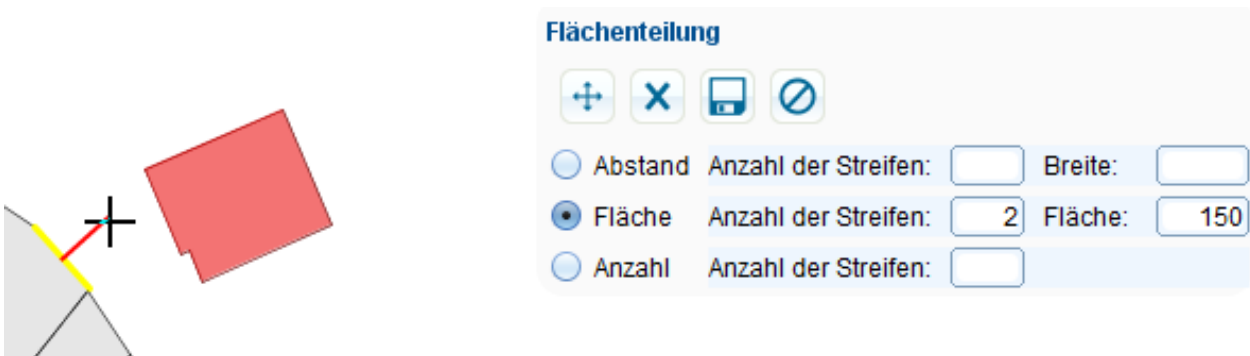 Flächenteilung
Abstand Anzahl der Streifen: Breite:
Fläche Anzahl der Streifen: 2 Fläche: 150
Anzahl Anzahl der Streifen: